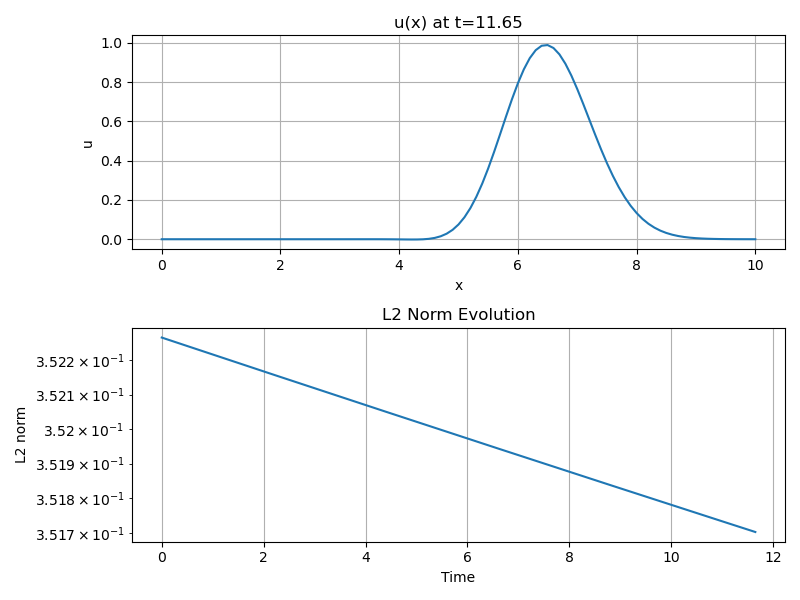 u(x) at t=11.65
1.0
0.8
0.6
0.4
0.2
0.0
u
0 2 4 6 8 10
x
L2 Norm Evolution
3.522 × 10⁻¹
3.521 × 10⁻¹
3.52 × 10⁻¹
3.519 × 10⁻¹
3.518 × 10⁻¹
3.517 × 10⁻¹
L2 norm
0 2 4 6 8 10 12
Time